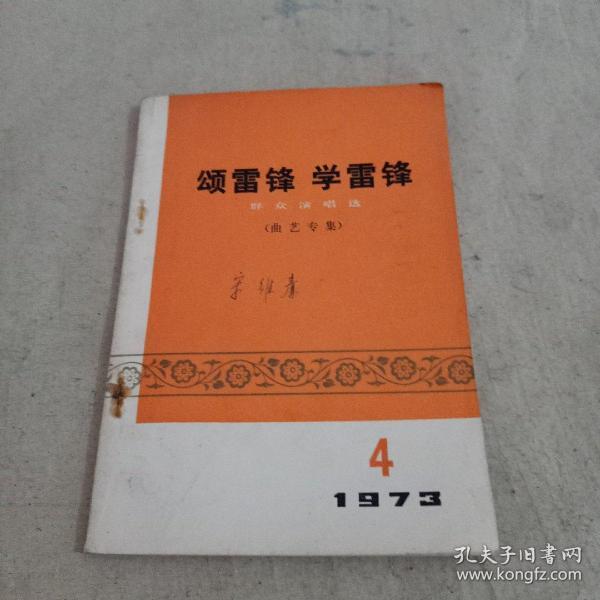 颂雷锋 学雷锋
群众演唱选
(曲艺专集)
4
1973
孔夫子旧書网
www.kongfz.com